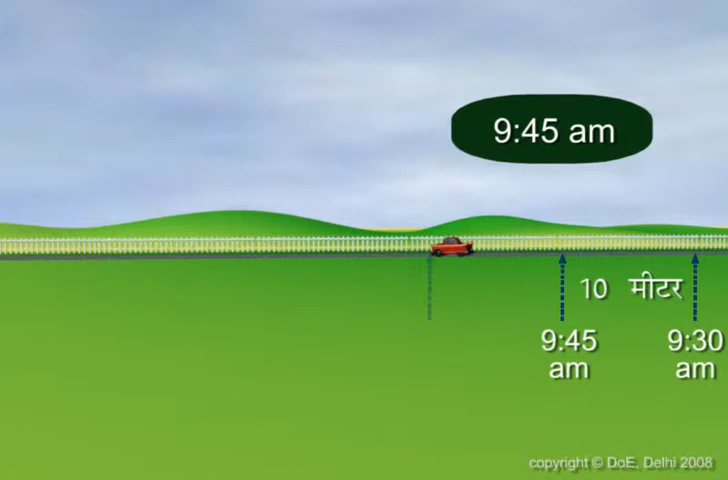 9:45 am
10 मीटर
9:45 9:30
am am
copyright © DoE, Delhi 2008